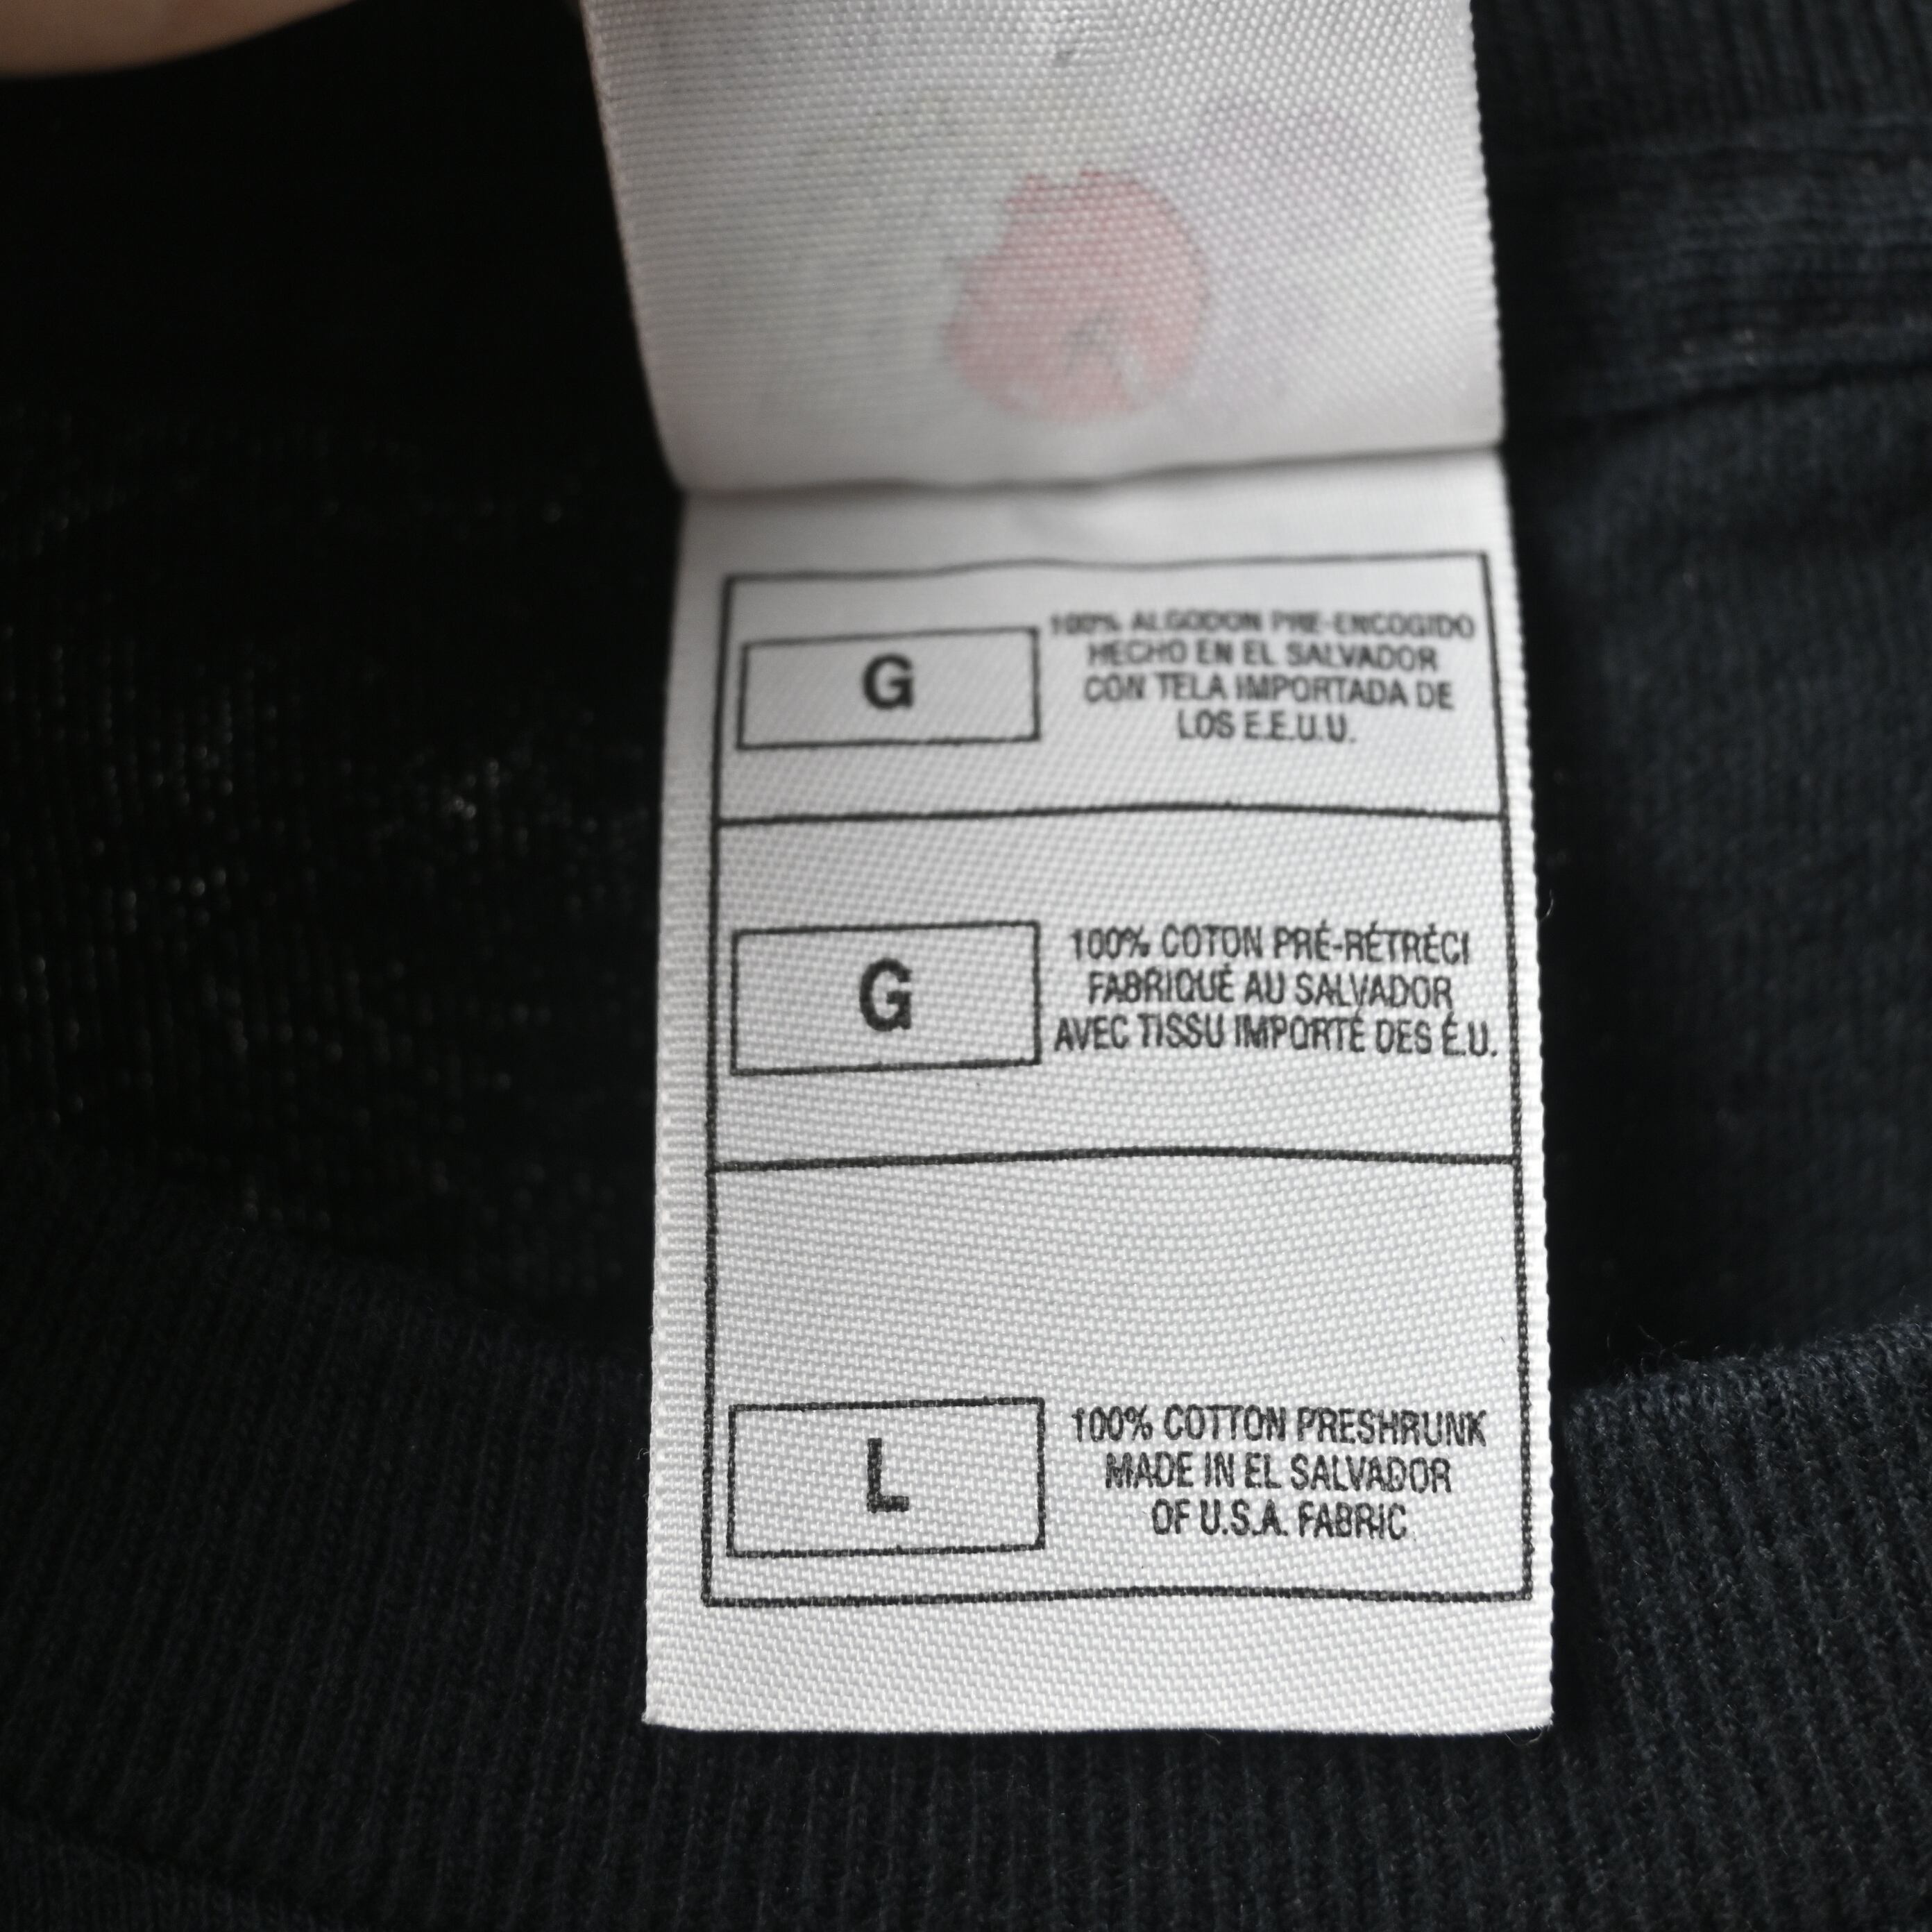 G
100% ALGODON PRE-ENCOGIDO
HECHO EN EL SALVADOR
CON TELA IMPORTADA DE
LOS E.E.U.U.
G
100% COTON PRÉ-RÉTRÉCI
FABRIQUÉ AU SALVADOR
AVEC TISSU IMPORTÉ DES É.U.
L
100% COTTON PRESHRUNK
MADE IN EL SALVADOR
OF U.S.A. FABRIC